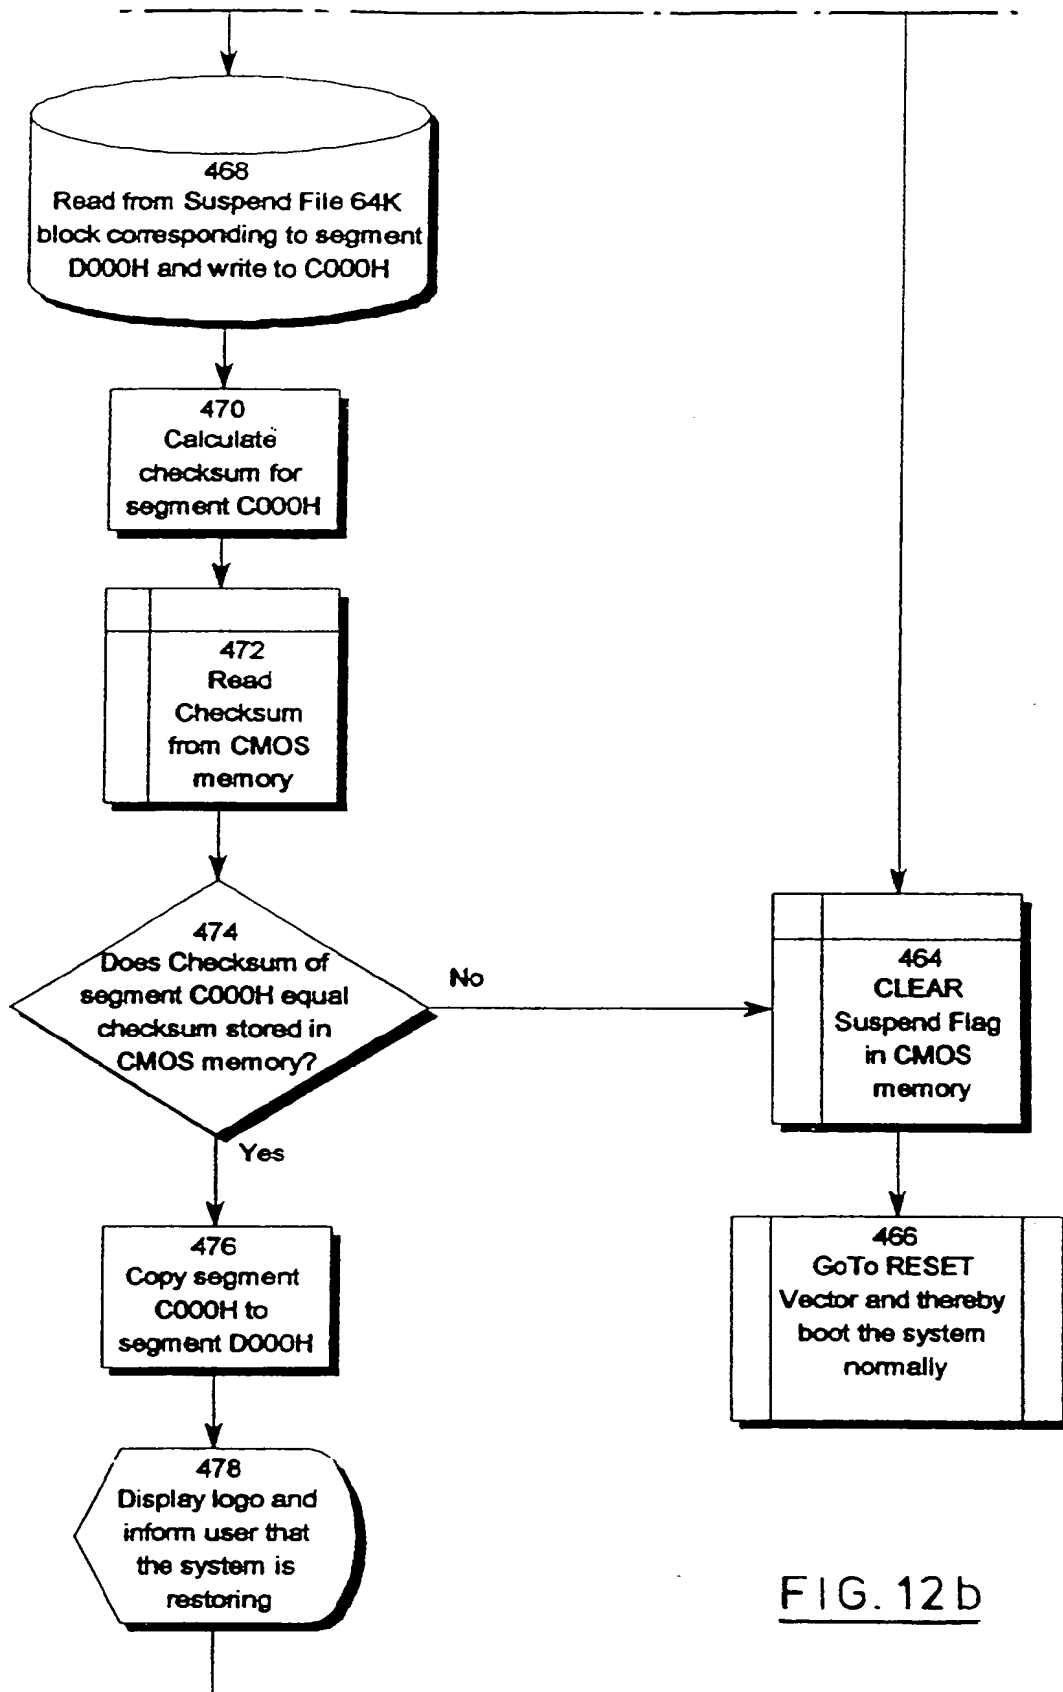 468
Read from Suspend File 64K
block corresponding to segment
D000H and write to C000H
470
Calculate
checksum for
segment C000H
472
Read
Checksum
from CMOS
memory
474
Does Checksum of
segment C000H equal
checksum stored in
CMOS memory?
No
Yes
464
CLEAR
Suspend Flag
in CMOS
memory
466
GoTo RESET
Vector and thereby
boot the system
normally
476
Copy segment
C000H to
segment D000H
478
Display logo and
inform user that
the system is
restoring
FIG. 12b